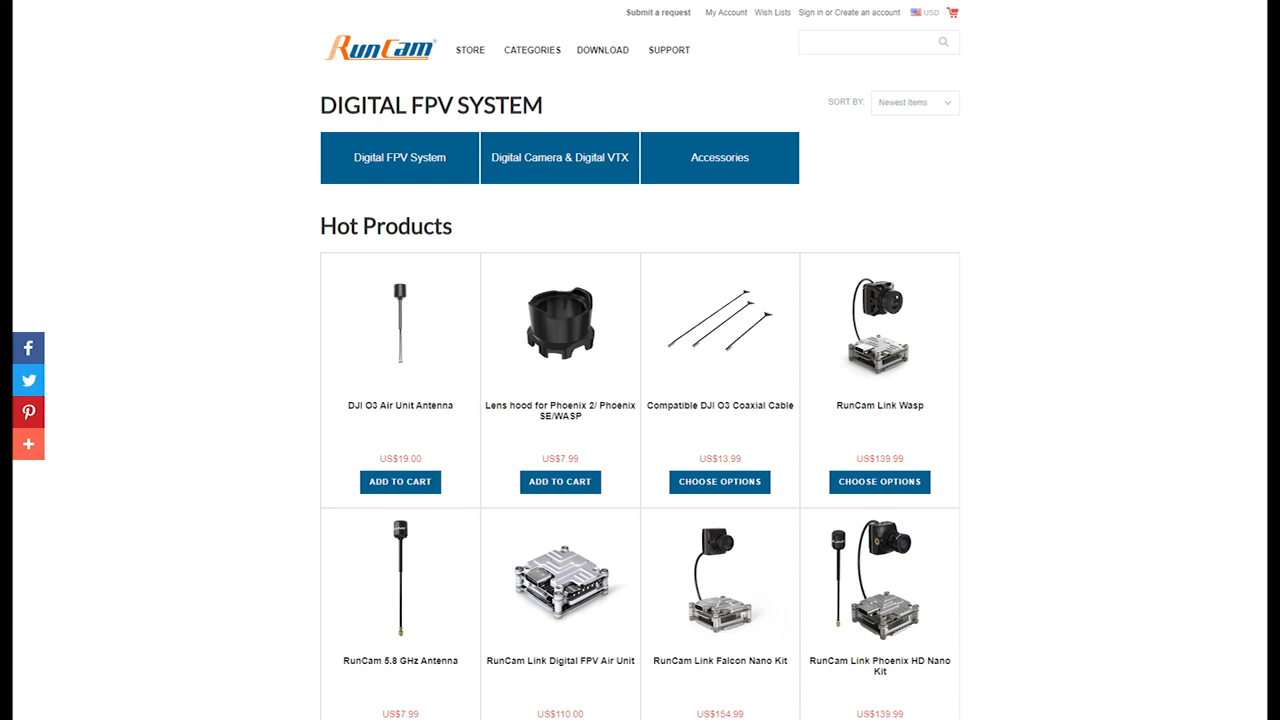 Submit a request My Account Wish Lists Sign in or Create an account USD
RunCam STORE CATEGORIES DOWNLOAD SUPPORT
DIGITAL FPV SYSTEM
SORT BY: Newest Items
Digital FPV System Digital Camera & Digital VTX Accessories
Hot Products
DJI O3 Air Unit Antenna
Lens hood for Phoenix 2/ Phoenix
SE/WASP
Compatible DJI O3 Coaxial Cable
RunCam Link Wasp
US$19.00 US$7.99 US$13.99 US$139.99
ADD TO CART ADD TO CART CHOOSE OPTIONS CHOOSE OPTIONS
RunCam 5.8 GHz Antenna
RunCam Link Digital FPV Air Unit
RunCam Link Falcon Nano Kit
RunCam Link Phoenix HD Nano
Kit
US$7.99 US$110.00 US$154.99 US$139.99